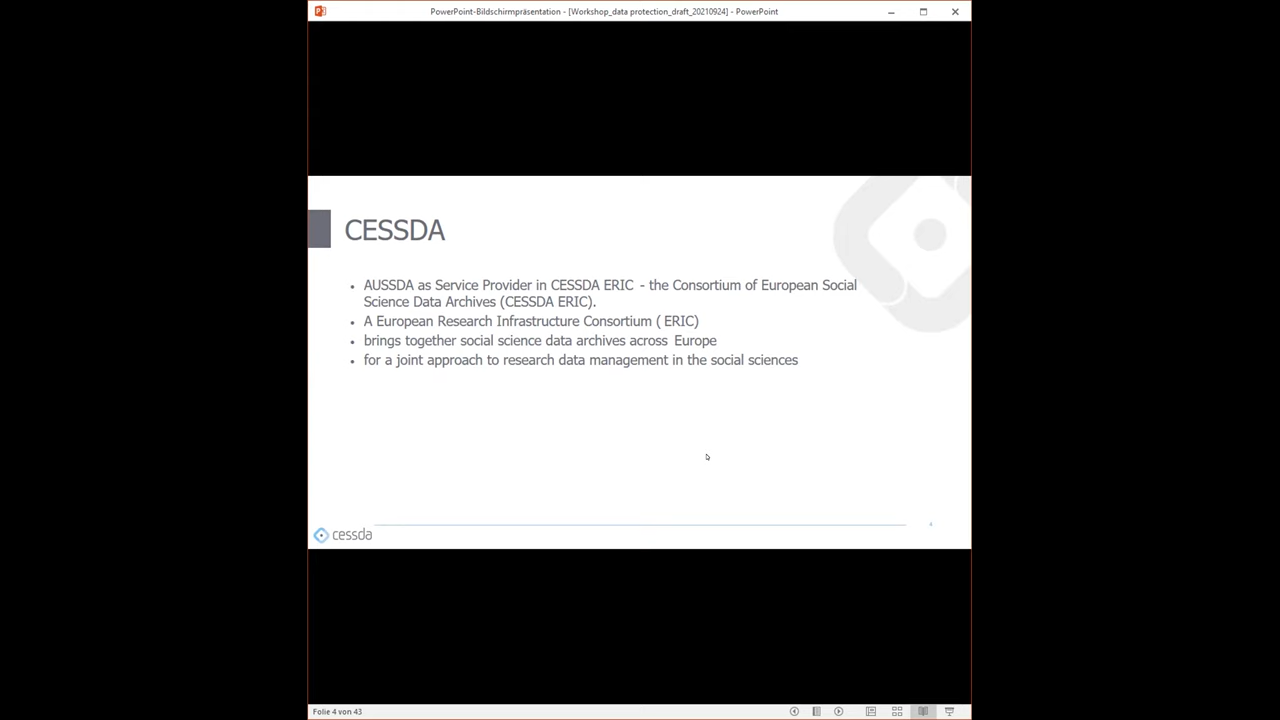 PowerPoint-Bildschirmpräsentation - [Workshop_data protection_draft_20210924] - PowerPoint
CESSDA
• AUSSDA as Service Provider in CESSDA ERIC - the Consortium of European Social
Science Data Archives (CESSDA ERIC).
• A European Research Infrastructure Consortium ( ERIC)
• brings together social science data archives across Europe
• for a joint approach to research data management in the social sciences
cessda
4
Folie 4 von 43